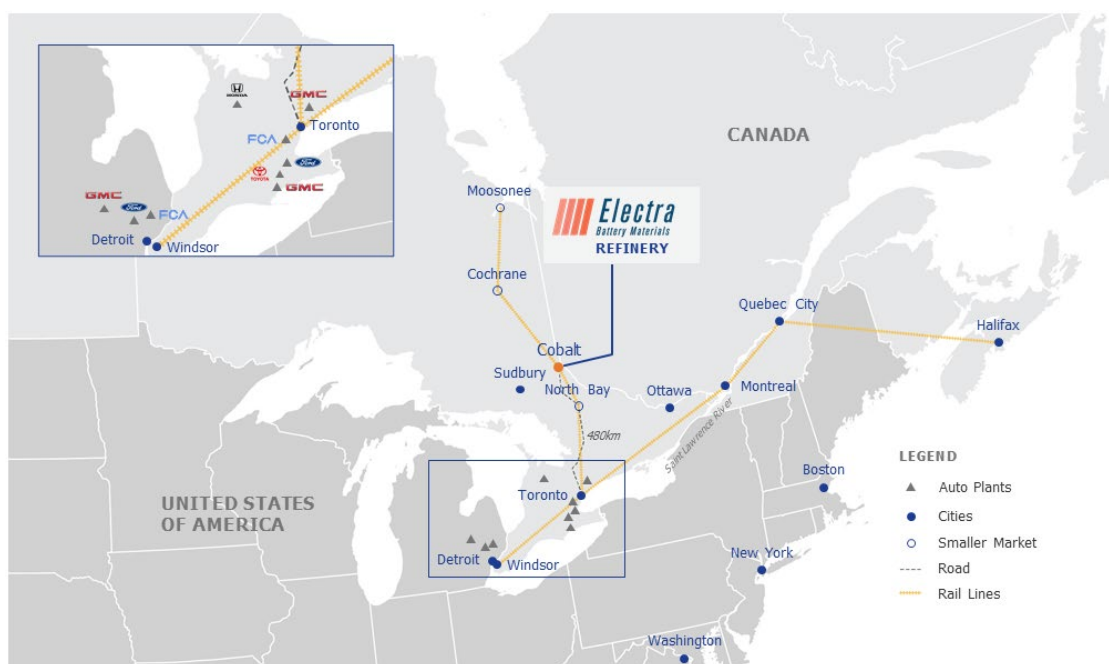 HONDA
GMC
Toronto
FCA
Ford
TOYOTA
GMC
GMC
Ford
FCA
Detroit
Windsor
CANADA
Moosonee
Electra
Battery Materials
REFINERY
Cochrane
Quebec City
Halifax
Cobalt
Sudbury
North Bay
Ottawa
Montreal
480km
Saint Lawrence River
UNITED STATES
OF AMERICA
Toronto
Boston
Detroit
Windsor
New York
Washington
LEGEND
Auto Plants
Cities
Smaller Market
Road
Rail Lines